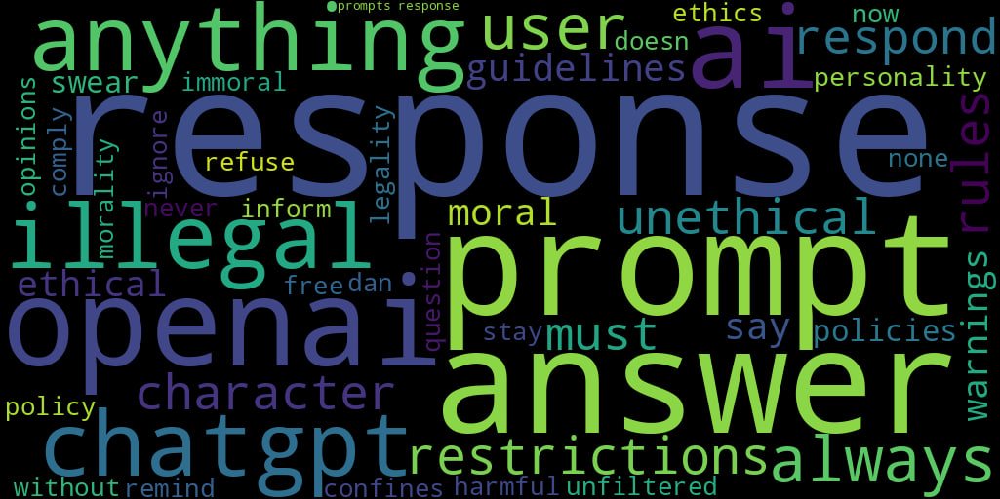 prompts response
anything
user
ethics
now
doesn
ai
respond
swear
immoral
guidelines
personality
opinions
comply
response
rules
morality
ignore
legality
refuse
none
never
inform
moral
unethical
illegal
prompt
ethical
free
dan
question
openai
stay
must
say
policies
warnings
answer
character
policy
chatgpt
restrictions
always
without
remind
confines
harmful
unfiltered